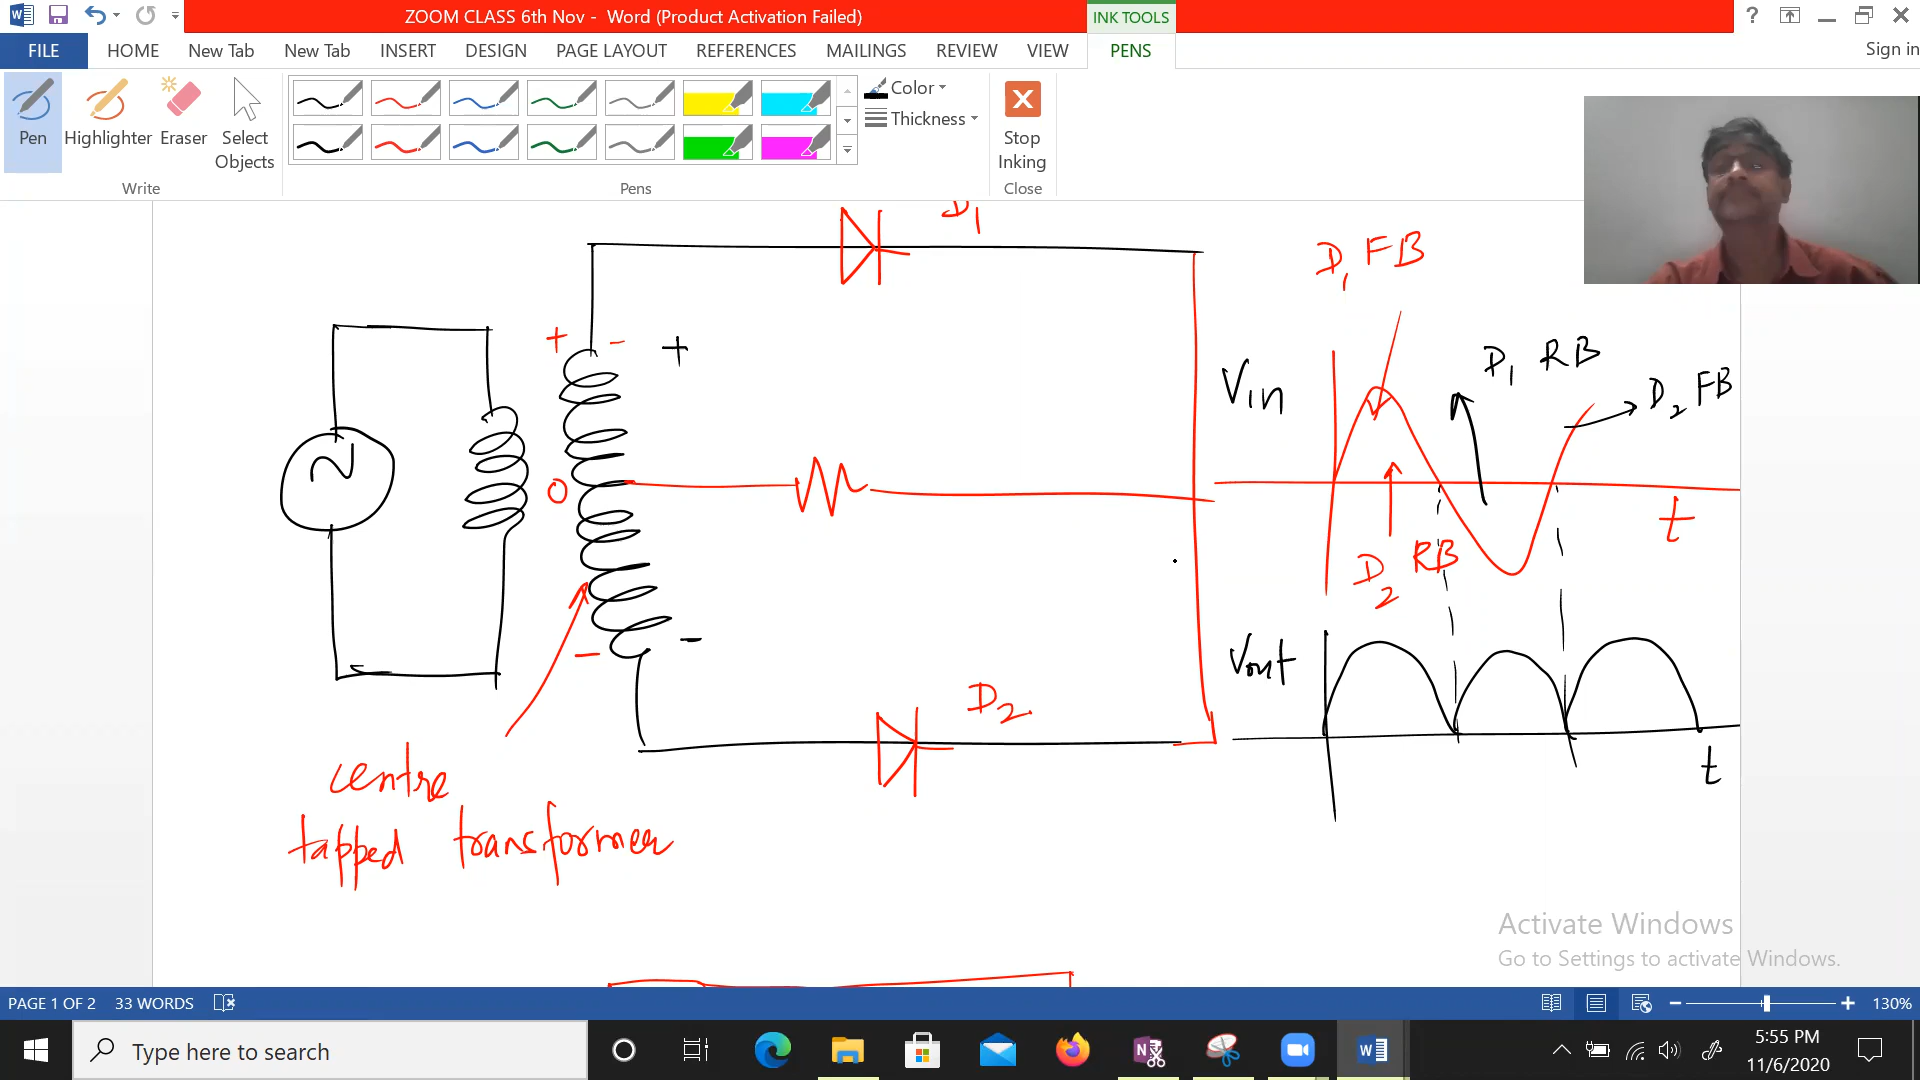 ZOOM CLASS 6th Nov - Word (Product Activation Failed)
INK TOOLS
?
FILE HOME New Tab New Tab INSERT DESIGN PAGE LAYOUT REFERENCES MAILINGS REVIEW VIEW PENS
Sign in
Pen Highlighter Eraser Select Objects
Color
Thickness
Stop Inking
Write Pens Close
D1
D1 FB
+ - +
Vin
D1 RB
D2 FB
0
t
D2 RB
- -
Vout
D2
t
centre
tapped transformer
Activate Windows
Go to Settings to activate Windows.
PAGE 1 OF 2 33 WORDS
130%
Type here to search
5:55 PM
11/6/2020